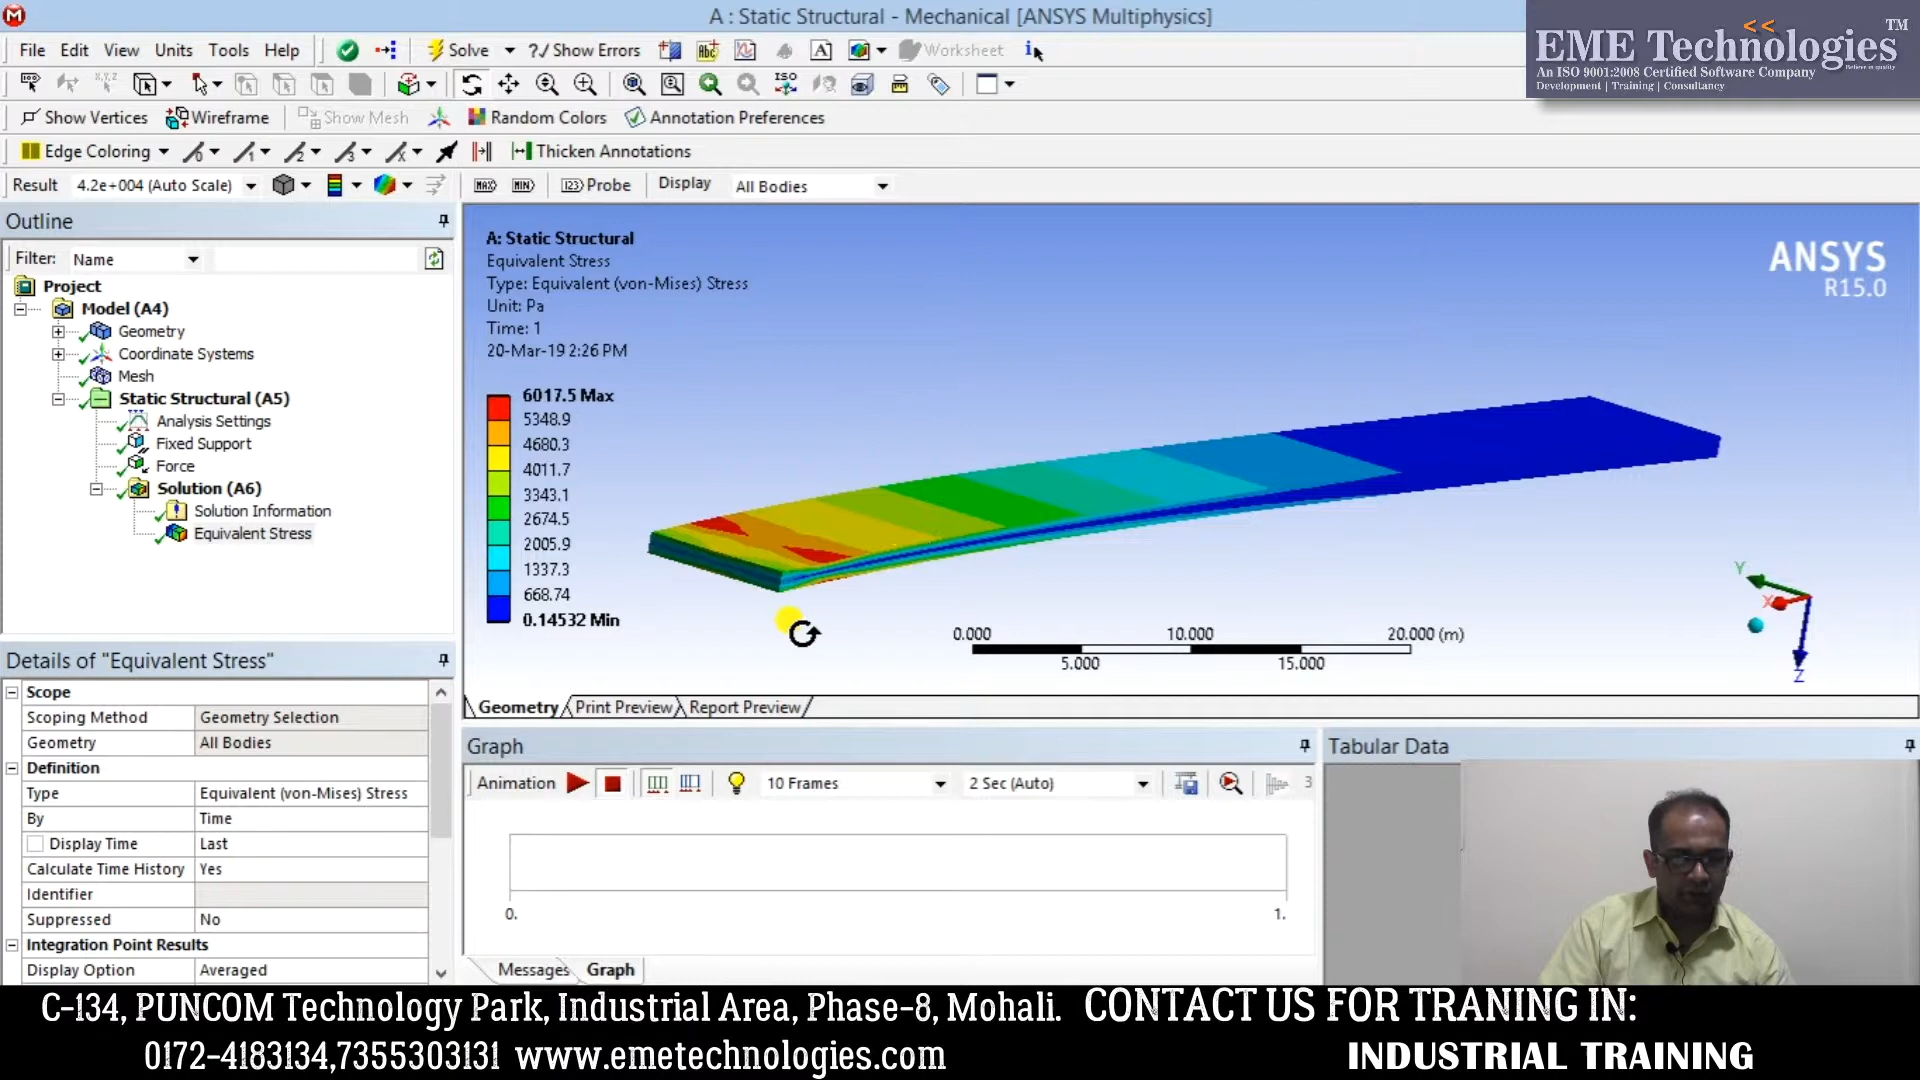 A : Static Structural - Mechanical [ANSYS Multiphysics]
File Edit View Units Tools Help Solve ?/ Show Errors Worksheet
Show Vertices Wireframe Show Mesh Random Colors Annotation Preferences
Edge Coloring Thicken Annotations
Result 4.2e+004 (Auto Scale) MAX MIN Probe Display All Bodies
EME Technologies TM
An ISO 9001:2008 Certified Software Company
Development | Training | Consultancy
Outline
Filter: Name
Project
Model (A4)
Geometry
Coordinate Systems
Mesh
Static Structural (A5)
Analysis Settings
Fixed Support
Force
Solution (A6)
Solution Information
Equivalent Stress
A: Static Structural
Equivalent Stress
Type: Equivalent (von-Mises) Stress
Unit: Pa
Time: 1
20-Mar-19 2:26 PM
6017.5 Max
5348.9
4680.3
4011.7
3343.1
2674.5
2005.9
1337.3
668.74
0.14532 Min
ANSYS
R15.0
Y
X
Z
0.000 10.000 20.000 (m)
5.000 15.000
Geometry Print Preview Report Preview
Details of "Equivalent Stress"
Scope
Scoping Method Geometry Selection
Geometry All Bodies
Definition
Type Equivalent (von-Mises) Stress
By Time
Display Time Last
Calculate Time History Yes
Identifier
Suppressed No
Integration Point Results
Display Option Averaged
Graph
Animation 10 Frames 2 Sec (Auto) 3
0. 1.
Messages Graph
Tabular Data
C-134, PUNCOM Technology Park, Industrial Area, Phase-8, Mohali. CONTACT US FOR TRANING IN:
0172-4183134,7355303131 www.emetechnologies.com INDUSTRIAL TRAINING